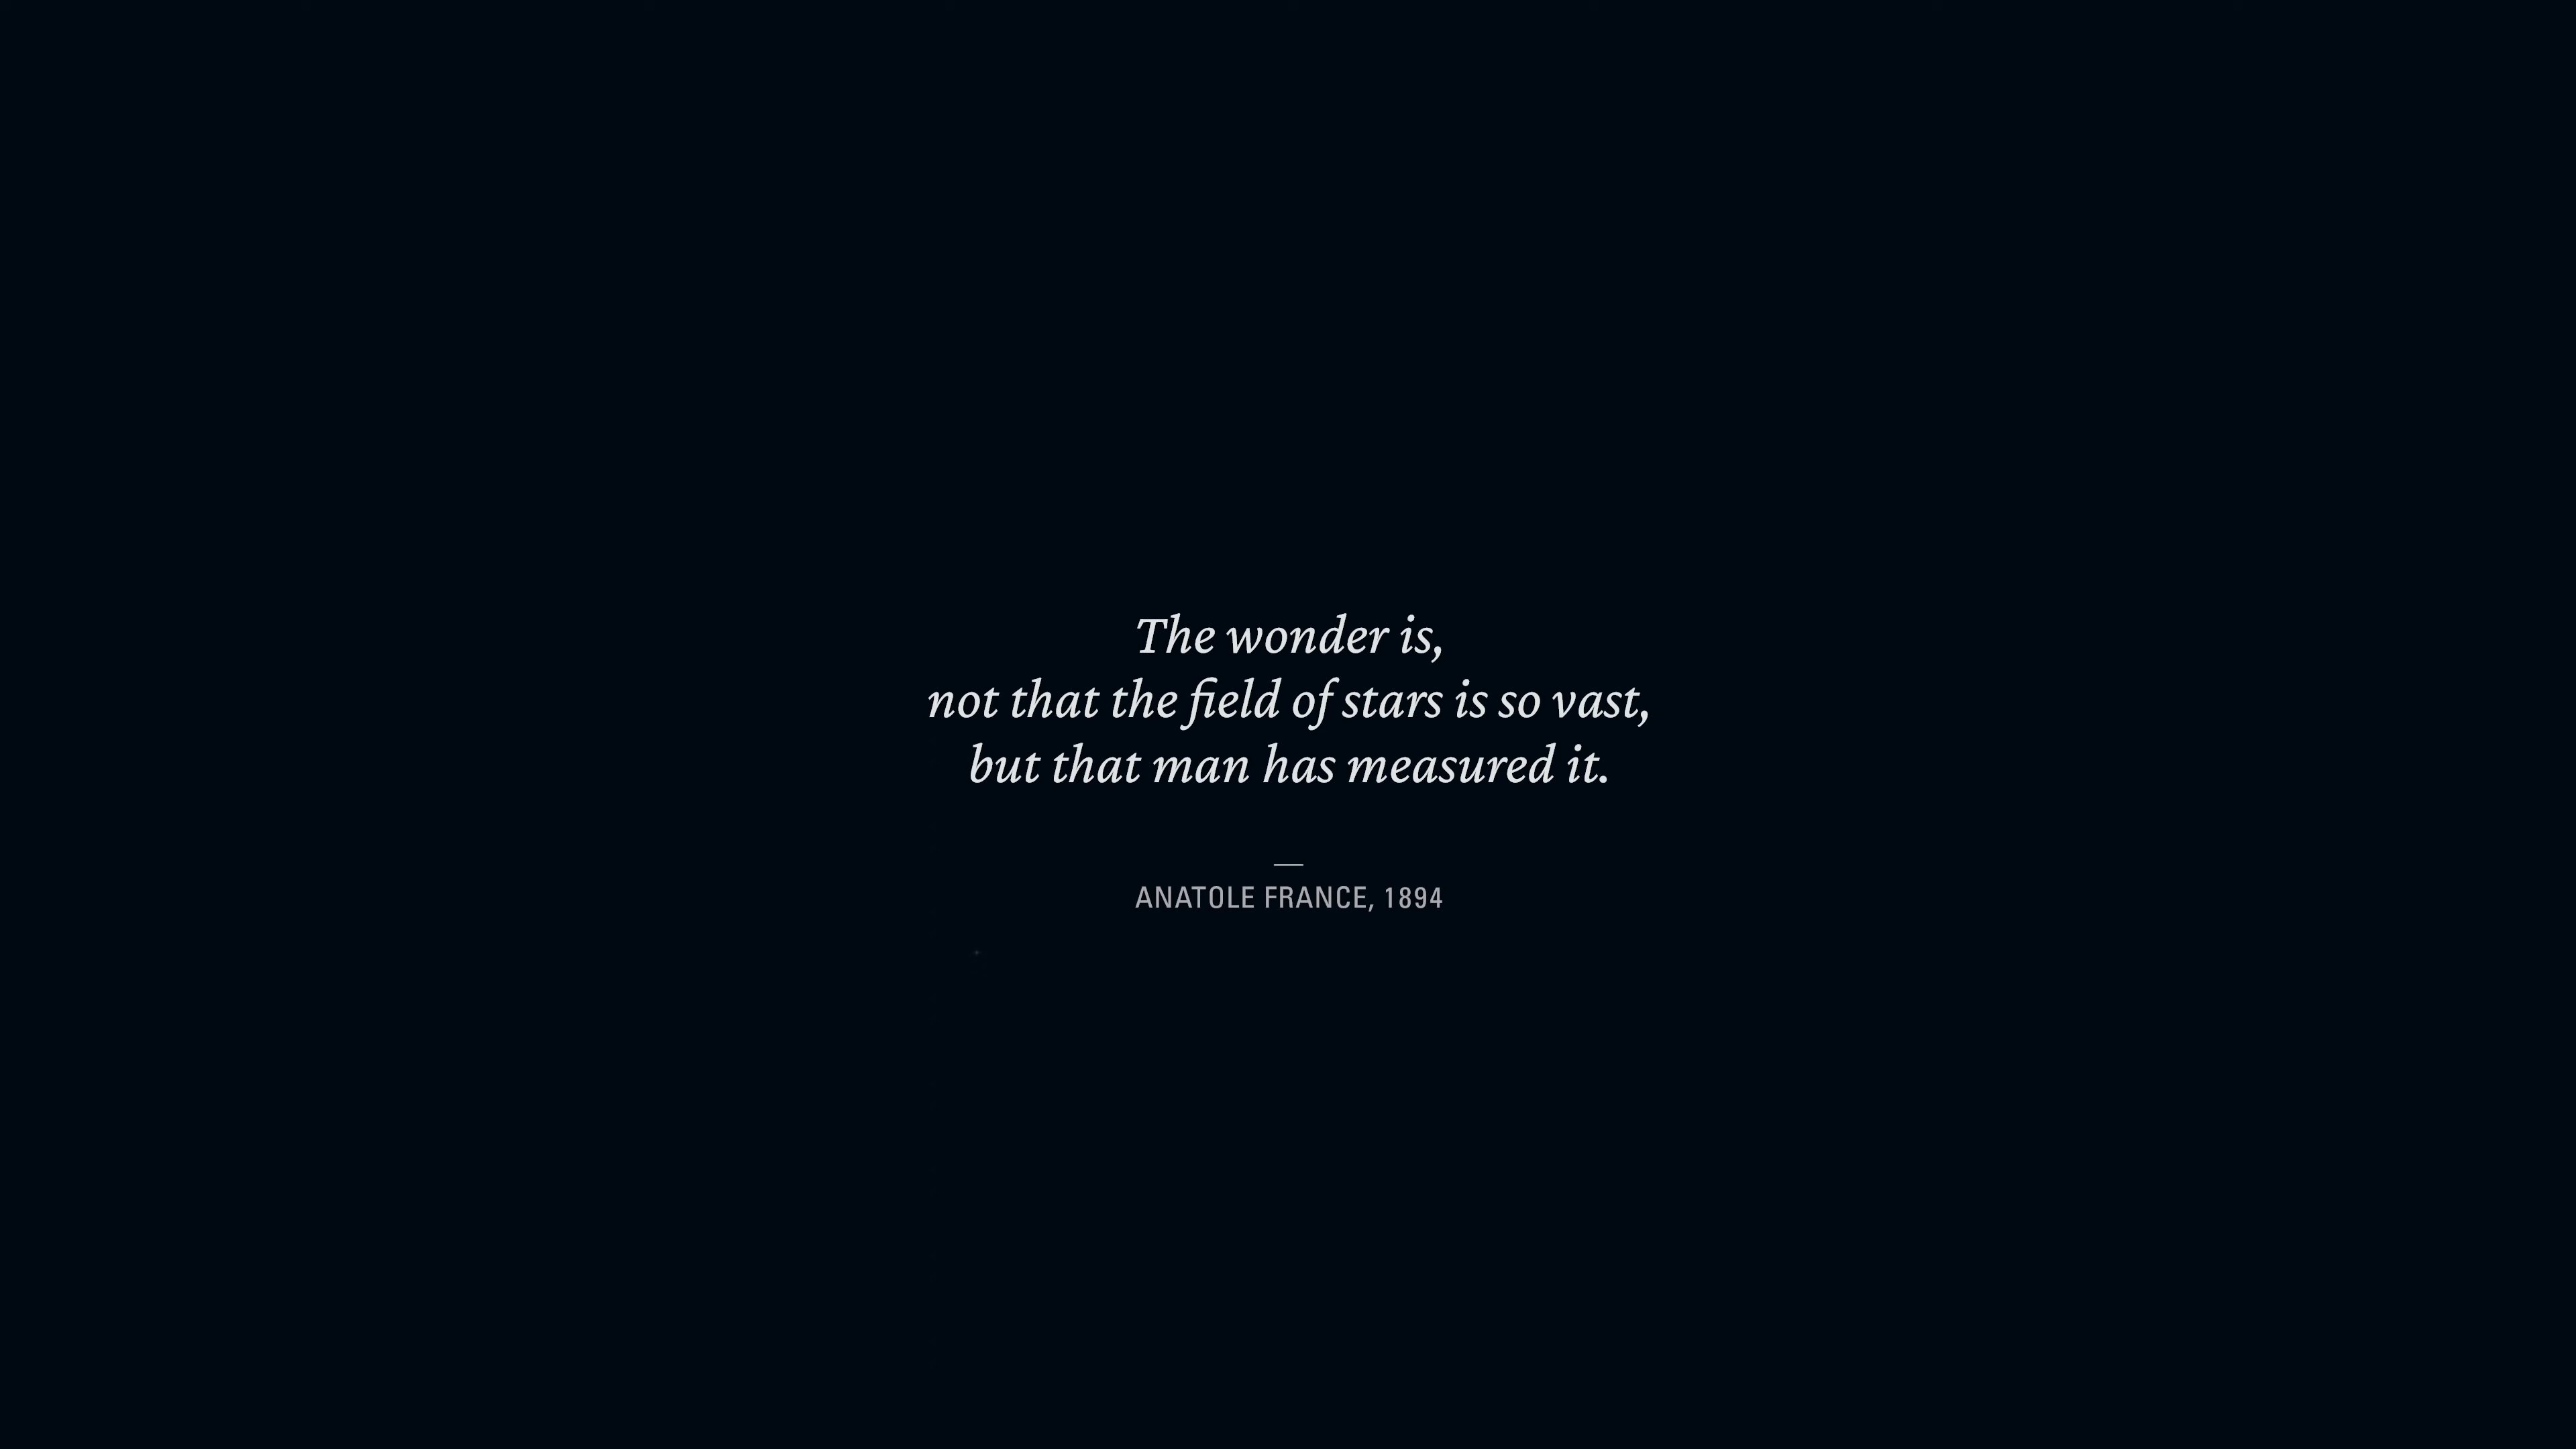 The wonder is,
not that the field of stars is so vast,
but that man has measured it.
—
ANATOLE FRANCE, 1894